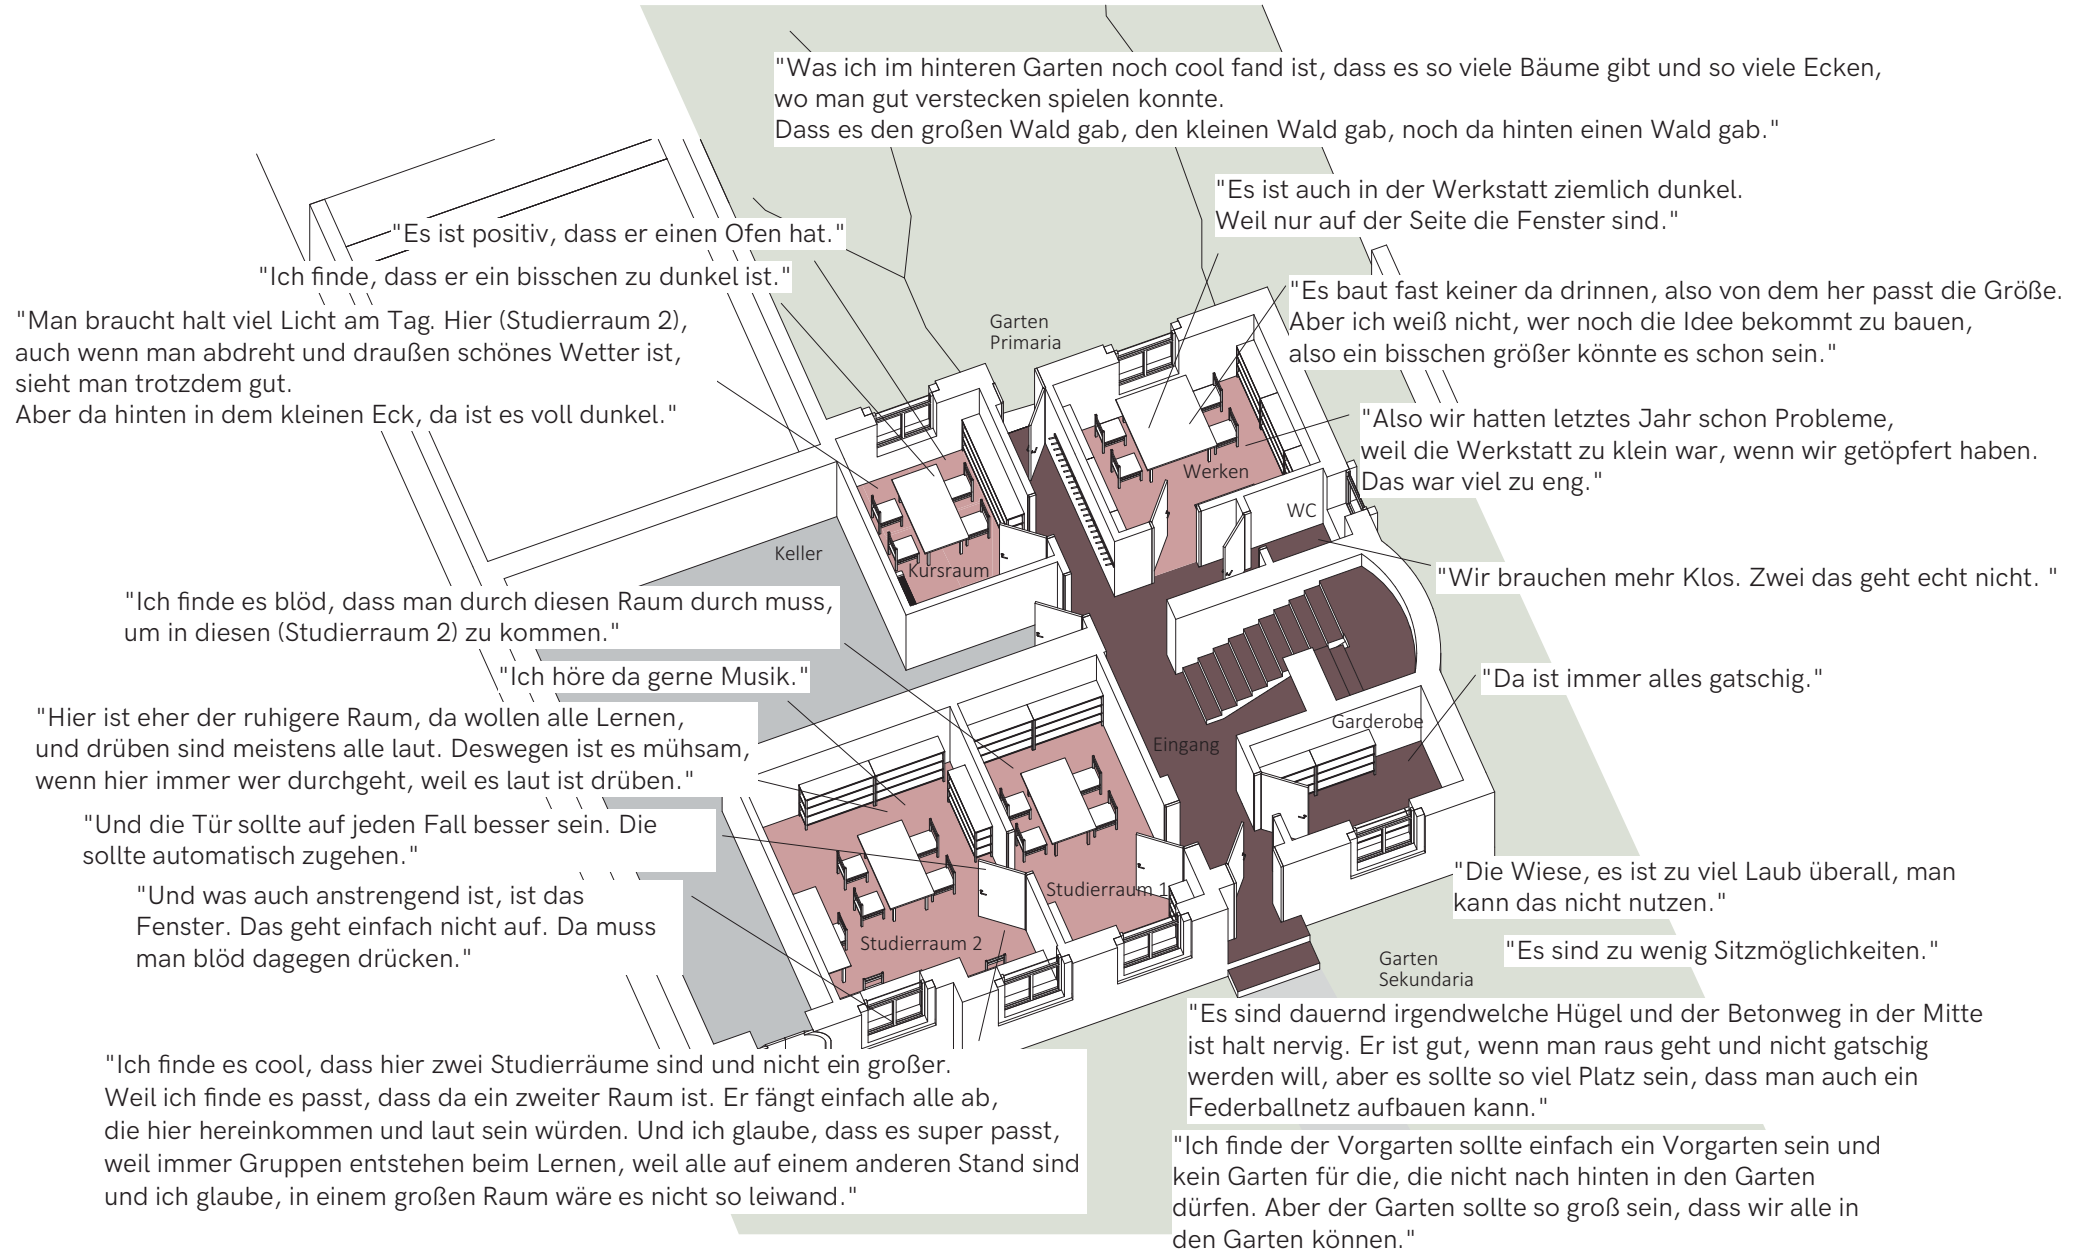 "Was ich im hinteren Garten noch cool fand ist, dass es so viele Bäume gibt und so viele Ecken,
wo man gut verstecken spielen konnte.
Dass es den großen Wald gab, den kleinen Wald gab, noch da hinten einen Wald gab."
"Es ist auch in der Werkstatt ziemlich dunkel.
Weil nur auf der Seite die Fenster sind."
"Es ist positiv, dass er einen Ofen hat."
"Ich finde, dass er ein bisschen zu dunkel ist."
"Man braucht halt viel Licht am Tag. Hier (Studierraum 2),
auch wenn man abdreht und draußen schönes Wetter ist,
sieht man trotzdem gut.
Aber da hinten in dem kleinen Eck, da ist es voll dunkel."
Garten
Primaria
"Es baut fast keiner da drinnen, also von dem her passt die Größe.
Aber ich weiß nicht, wer noch die Idee bekommt zu bauen,
also ein bisschen größer könnte es schon sein."
"Also wir hatten letztes Jahr schon Probleme,
weil die Werkstatt zu klein war, wenn wir getöpfert haben.
Das war viel zu eng."
Werken
WC
Keller
Kursraum
"Wir brauchen mehr Klos. Zwei das geht echt nicht. "
"Ich finde es blöd, dass man durch diesen Raum durch muss,
um in diesen (Studierraum 2) zu kommen."
"Ich höre da gerne Musik."
"Da ist immer alles gatschig."
"Hier ist eher der ruhigere Raum, da wollen alle Lernen,
und drüben sind meistens alle laut. Deswegen ist es mühsam,
wenn hier immer wer durchgeht, weil es laut ist drüben."
Garderobe
Eingang
"Und die Tür sollte auf jeden Fall besser sein. Die
sollte automatisch zugehen."
"Und was auch anstrengend ist, ist das
Fenster. Das geht einfach nicht auf. Da muss
man blöd dagegen drücken."
Studierraum 1
Studierraum 2
"Die Wiese, es ist zu viel Laub überall, man
kann das nicht nutzen."
"Es sind zu wenig Sitzmöglichkeiten."
Garten
Sekundaria
"Es sind dauernd irgendwelche Hügel und der Betonweg in der Mitte
ist halt nervig. Er ist gut, wenn man raus geht und nicht gatschig
werden will, aber es sollte so viel Platz sein, dass man auch ein
Federballnetz aufbauen kann."
"Ich finde es cool, dass hier zwei Studierräume sind und nicht ein großer.
Weil ich finde es passt, dass da ein zweiter Raum ist. Er fängt einfach alle ab,
die hier hereinkommen und laut sein würden. Und ich glaube, dass es super passt,
weil immer Gruppen entstehen beim Lernen, weil alle auf einem anderen Stand sind
und ich glaube, in einem großen Raum wäre es nicht so leiwand."
"Ich finde der Vorgarten sollte einfach ein Vorgarten sein und
kein Garten für die, die nicht nach hinten in den Garten
dürfen. Aber der Garten sollte so groß sein, dass wir alle in
den Garten können."